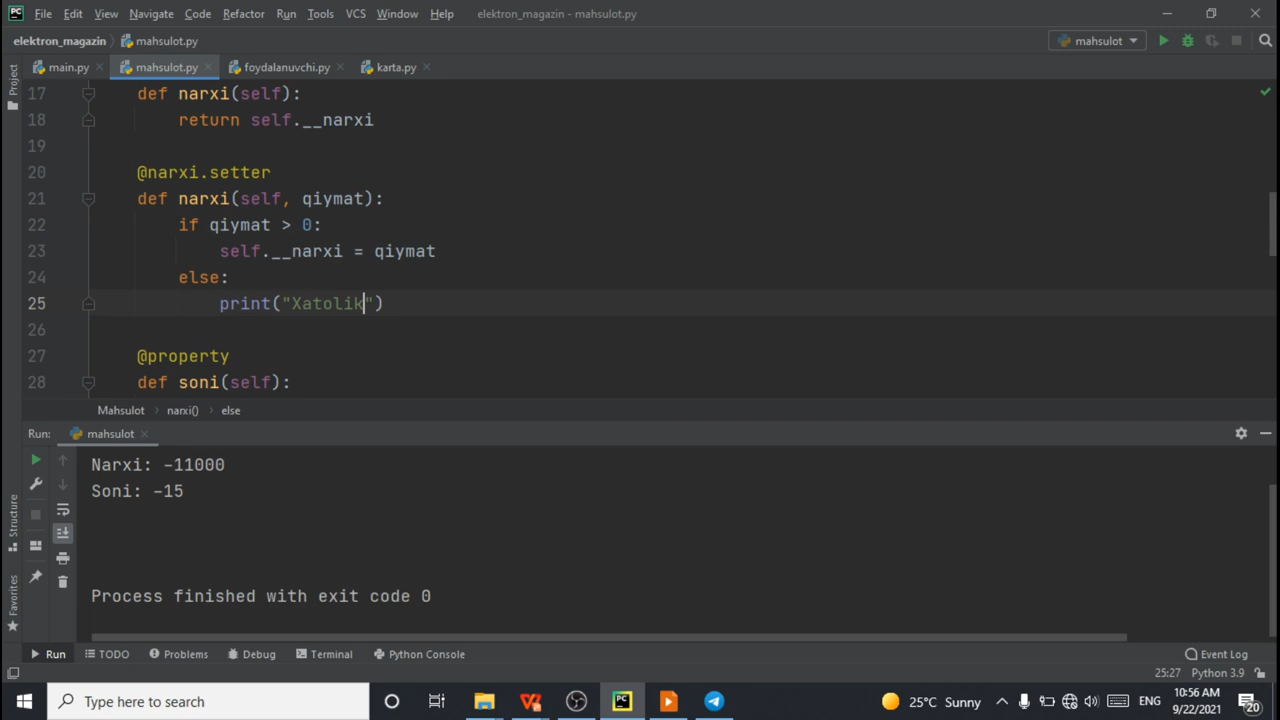 PC File Edit View Navigate Code Refactor Run Tools VCS Window Help elektron_magazin - mahsulot.py
elektron_magazin mahsulot.py mahsulot
main.py mahsulot.py foydalanuvchi.py karta.py
Project
17 def narxi(self):
18 return self.__narxi
19
20 @narxi.setter
21 def narxi(self, qiymat):
22 if qiymat > 0:
23 self.__narxi = qiymat
24 else:
25 print("Xatolik")
26
27 @property
28 def soni(self):
Mahsulot narxi() else
Run: mahsulot
Narxi: -11000
Soni: -15
Process finished with exit code 0
Structure
Favorites
Run TODO Problems Debug Terminal Python Console Event Log
25:27 Python 3.9
Type here to search 25°C Sunny ENG 10:56 AM 9/22/2021 20